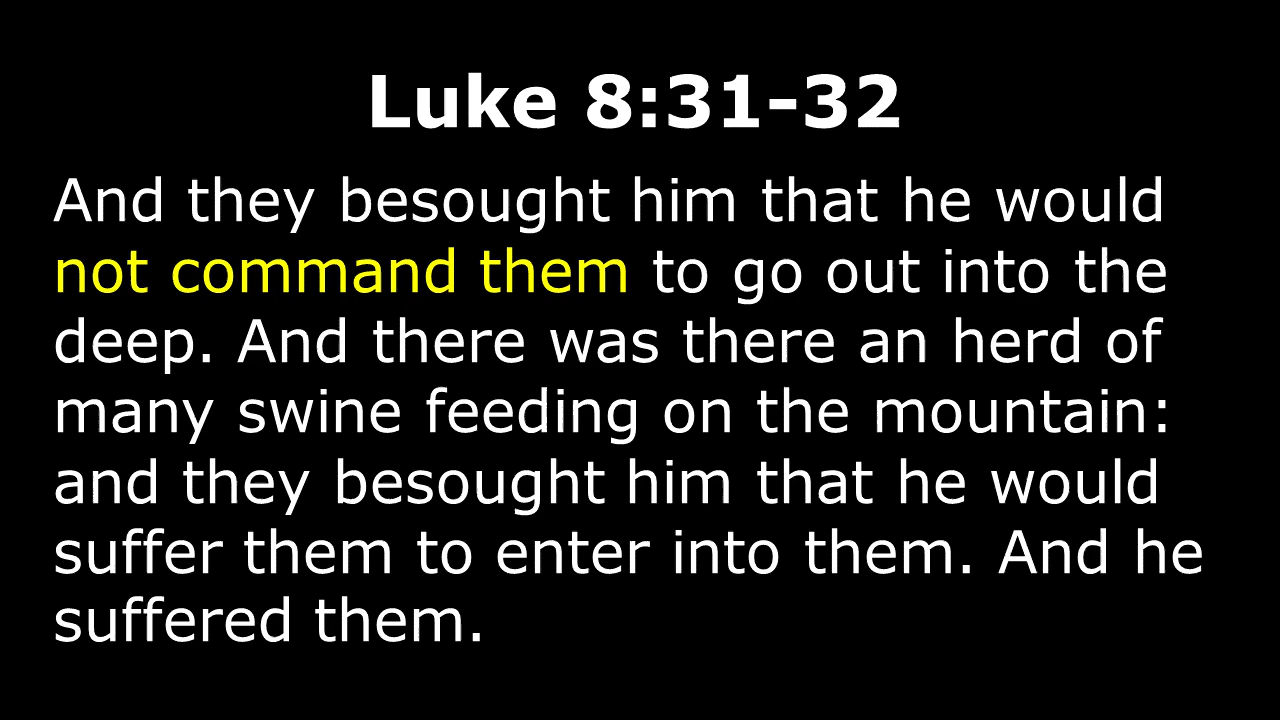 Luke 8:31-32
And they besought him that he would
not command them to go out into the
deep. And there was there an herd of
many swine feeding on the mountain:
and they besought him that he would
suffer them to enter into them. And he
suffered them.